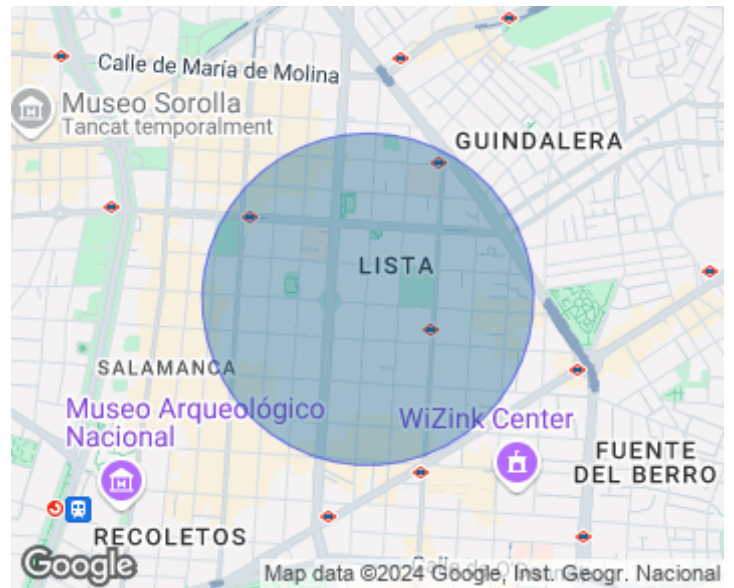 Calle de María de Molina
Museo Sorolla
Tancat temporalment
GUINDALERA
LISTA
SALAMANCA
Museo Arqueológico
Nacional
WiZink Center
FUENTE
DEL BERRO
RECOLETOS
Google
Map data ©2024 Google, Inst. Geogr. Nacional